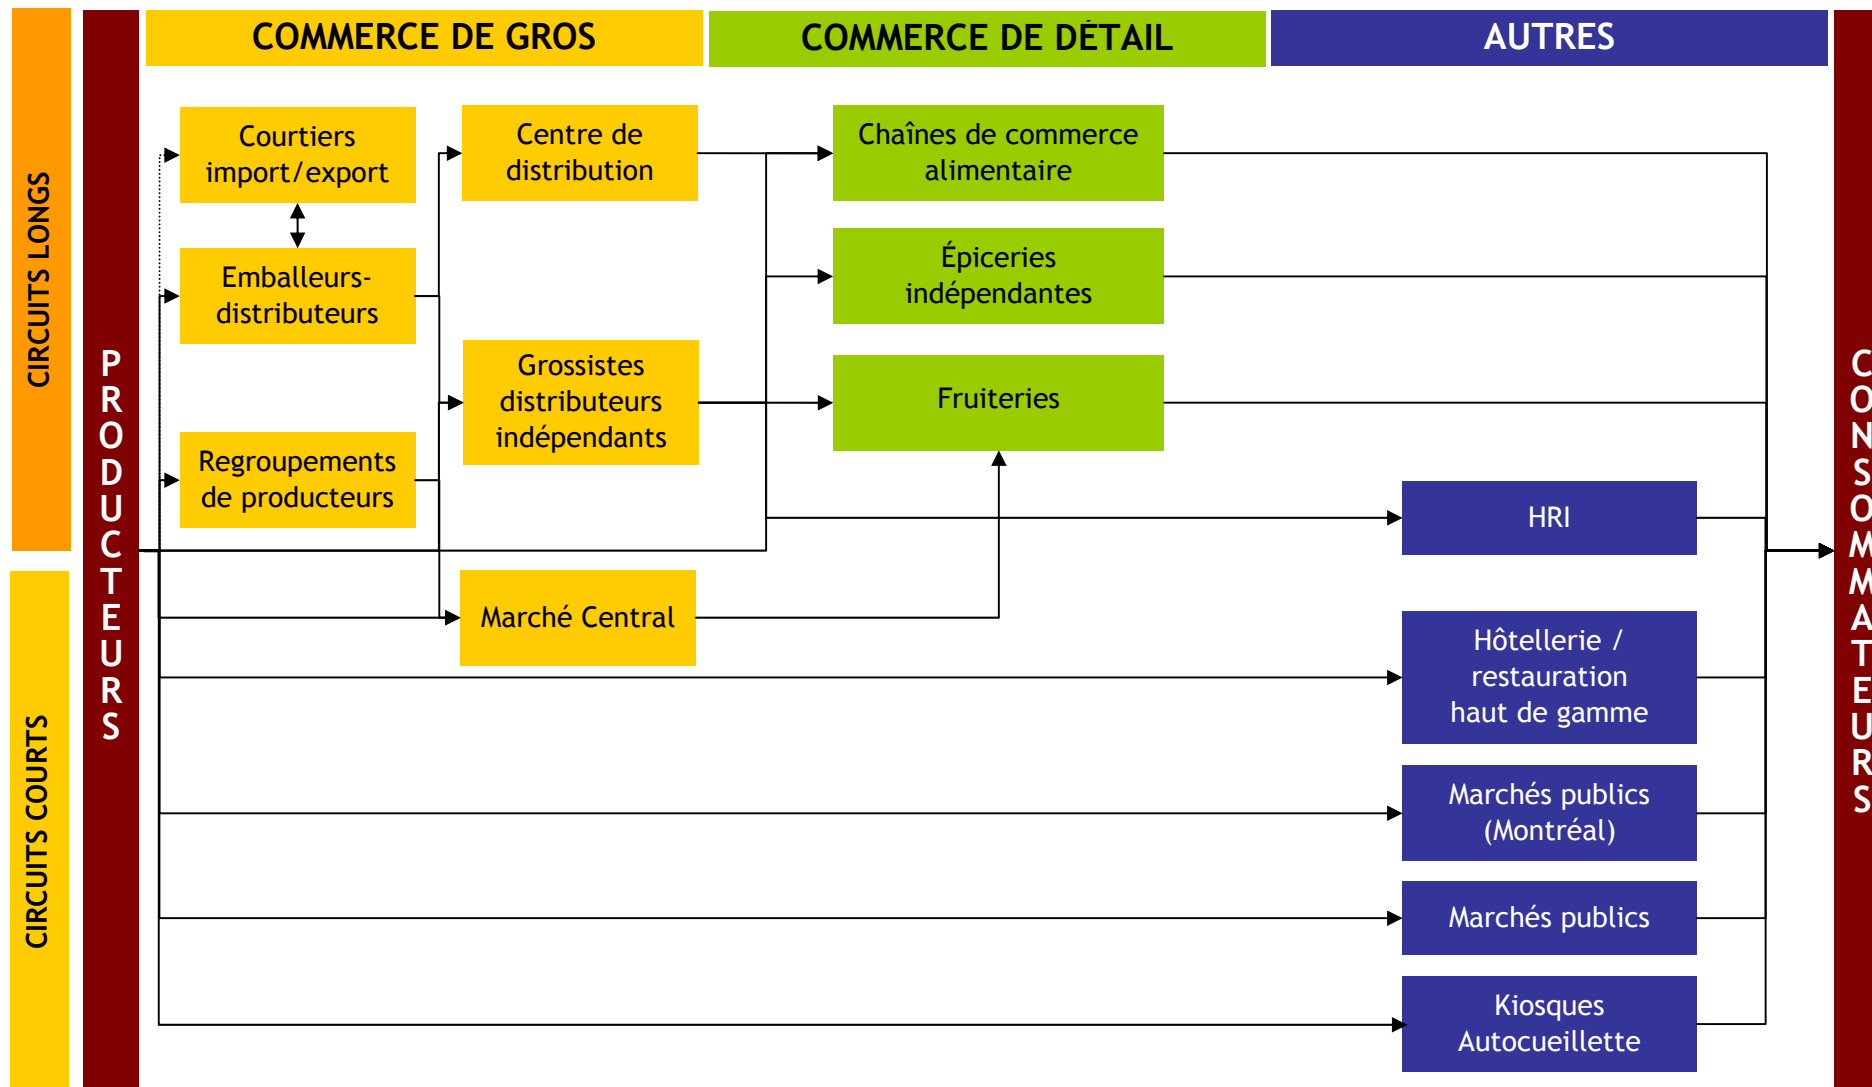 COMMERCE DE GROS
COMMERCE DE DÉTAIL
AUTRES
CIRCUITS LONGS
CIRCUITS COURTS
PRODUCTEURS
Courtiers
import/export
Emballeurs-
distributeurs
Regroupements
de producteurs
Centre de
distribution
Grossistes
distributeurs
indépendants
Marché Central
Chaînes de commerce
alimentaire
Épiceries
indépendantes
Fruiteries
HRI
Hôtellerie /
restauration
haut de gamme
Marchés publics
(Montréal)
Marchés publics
Kiosques
Autocueillette
CONSOMMATEURS